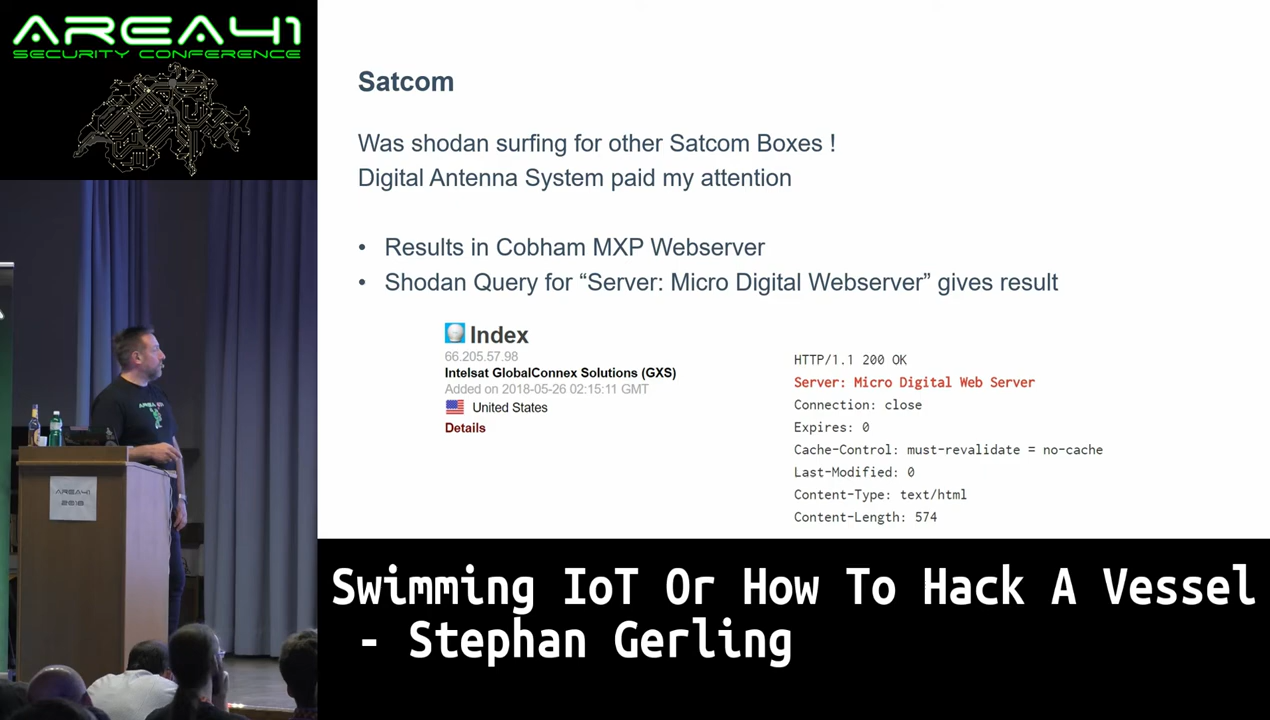 AREA41
SECURITY CONFERENCE
Satcom
Was shodan surfing for other Satcom Boxes !
Digital Antenna System paid my attention
• Results in Cobham MXP Webserver
• Shodan Query for “Server: Micro Digital Webserver” gives result
Index
66.205.57.98
Intelsat GlobalConnex Solutions (GXS)
Added on 2018-05-26 02:15:11 GMT
United States
Details
HTTP/1.1 200 OK
Server: Micro Digital Web Server
Connection: close
Expires: 0
Cache-Control: must-revalidate = no-cache
Last-Modified: 0
Content-Type: text/html
Content-Length: 574
AREA41
2018
Swimming IoT Or How To Hack A Vessel
- Stephan Gerling